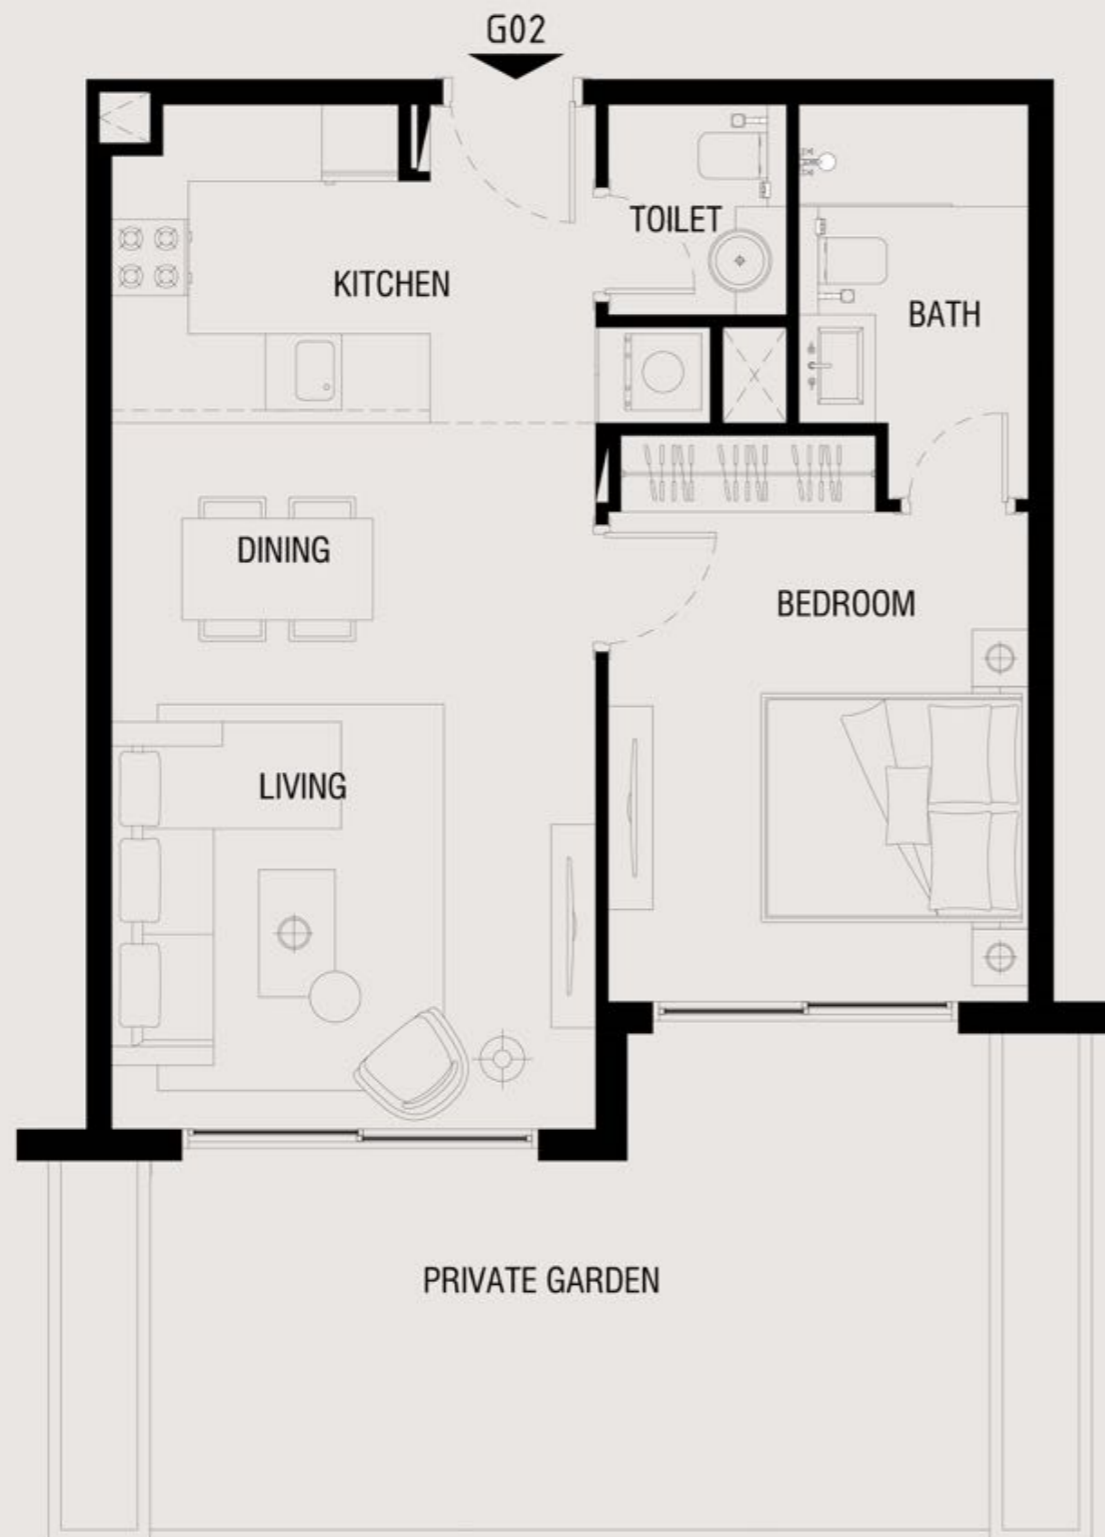 G02
TOILET
KITCHEN
BATH
DINING
BEDROOM
LIVING
PRIVATE GARDEN